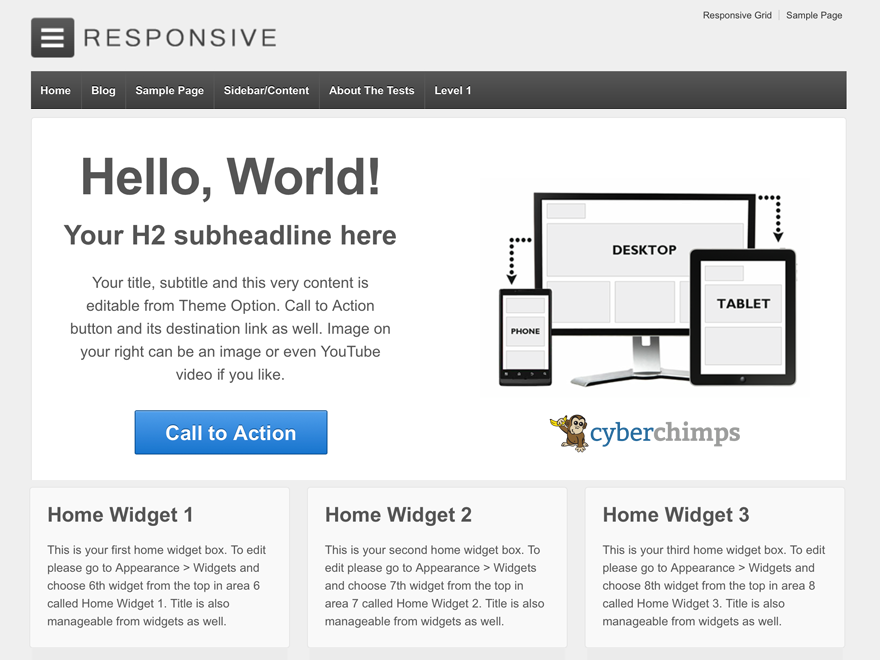 Responsive Grid | Sample Page
RESPONSIVE
Home Blog Sample Page Sidebar/Content About The Tests Level 1
Hello, World!
Your H2 subheadline here
Your title, subtitle and this very content is
editable from Theme Option. Call to Action
button and its destination link as well. Image on
your right can be an image or even YouTube
video if you like.
Call to Action
DESKTOP
TABLET
PHONE
cyberchimps
Home Widget 1
This is your first home widget box. To edit
please go to Appearance > Widgets and
choose 6th widget from the top in area 6
called Home Widget 1. Title is also
manageable from widgets as well.
Home Widget 2
This is your second home widget box. To
edit please go to Appearance > Widgets
and choose 7th widget from the top in
area 7 called Home Widget 2. Title is also
manageable from widgets as well.
Home Widget 3
This is your third home widget box. To edit
please go to Appearance > Widgets and
choose 8th widget from the top in area 8
called Home Widget 3. Title is also
manageable from widgets as well.